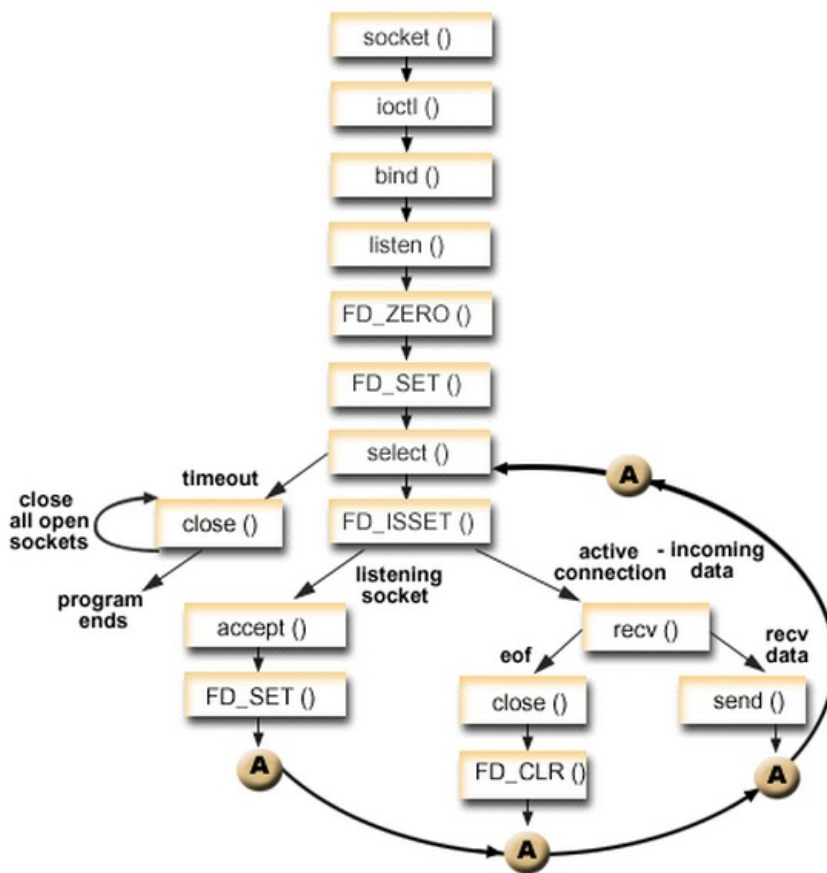 socket ()
ioctl ()
bind ()
listen ()
FD_ZERO ()
FD_SET ()
select ()
A
timeout
close
all open
sockets
close ()
FD_ISSET ()
program
ends
listening
socket
active
connection
- incoming
data
accept ()
recv ()
eof
recv
data
FD_SET ()
close ()
send ()
A
FD_CLR ()
A
A